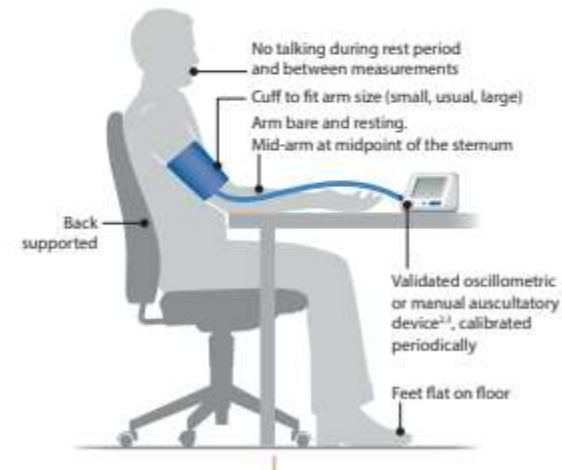 No talking during rest period
and between measurements
Cuff to fit arm size (small, usual, large)
Arm bare and resting.
Mid-arm at midpoint of the sternum
Back
supported
Validated oscillometric
or manual auscultatory
device²,³, calibrated
periodically
Feet flat on floor